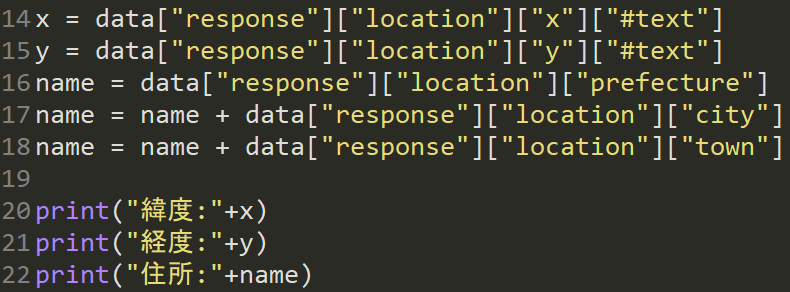 14 x = data["response"]["location"]["x"]["#text"]
15 y = data["response"]["location"]["y"]["#text"]
16 name = data["response"]["location"]["prefecture"]
17 name = name + data["response"]["location"]["city"]
18 name = name + data["response"]["location"]["town"]
19
20 print("緯度:"+x)
21 print("経度:"+y)
22 print("住所:"+name)